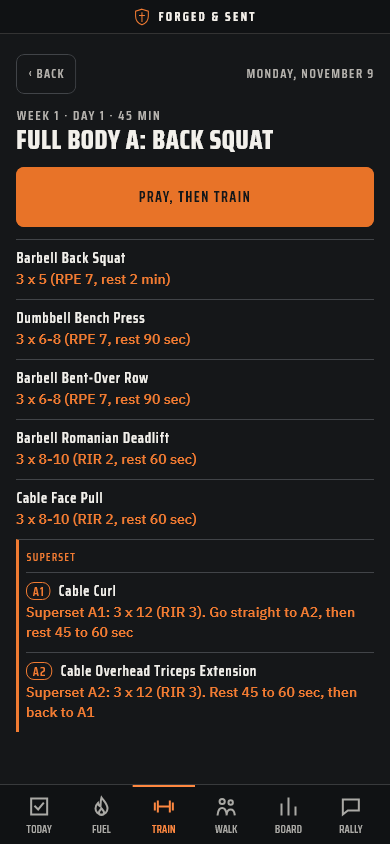 FORGED & SENT
‹ BACK
MONDAY, NOVEMBER 9
WEEK 1 · DAY 1 · 45 MIN
FULL BODY A: BACK SQUAT
PRAY, THEN TRAIN
Barbell Back Squat
3 x 5 (RPE 7, rest 2 min)
Dumbbell Bench Press
3 x 6-8 (RPE 7, rest 90 sec)
Barbell Bent-Over Row
3 x 6-8 (RPE 7, rest 90 sec)
Barbell Romanian Deadlift
3 x 8-10 (RIR 2, rest 60 sec)
Cable Face Pull
3 x 8-10 (RIR 2, rest 60 sec)
SUPERSET
A1 Cable Curl
Superset A1: 3 x 12 (RIR 3). Go straight to A2, then
rest 45 to 60 sec
A2 Cable Overhead Triceps Extension
Superset A2: 3 x 12 (RIR 3). Rest 45 to 60 sec, then
back to A1
TODAY
FUEL
TRAIN
WALK
BOARD
RALLY